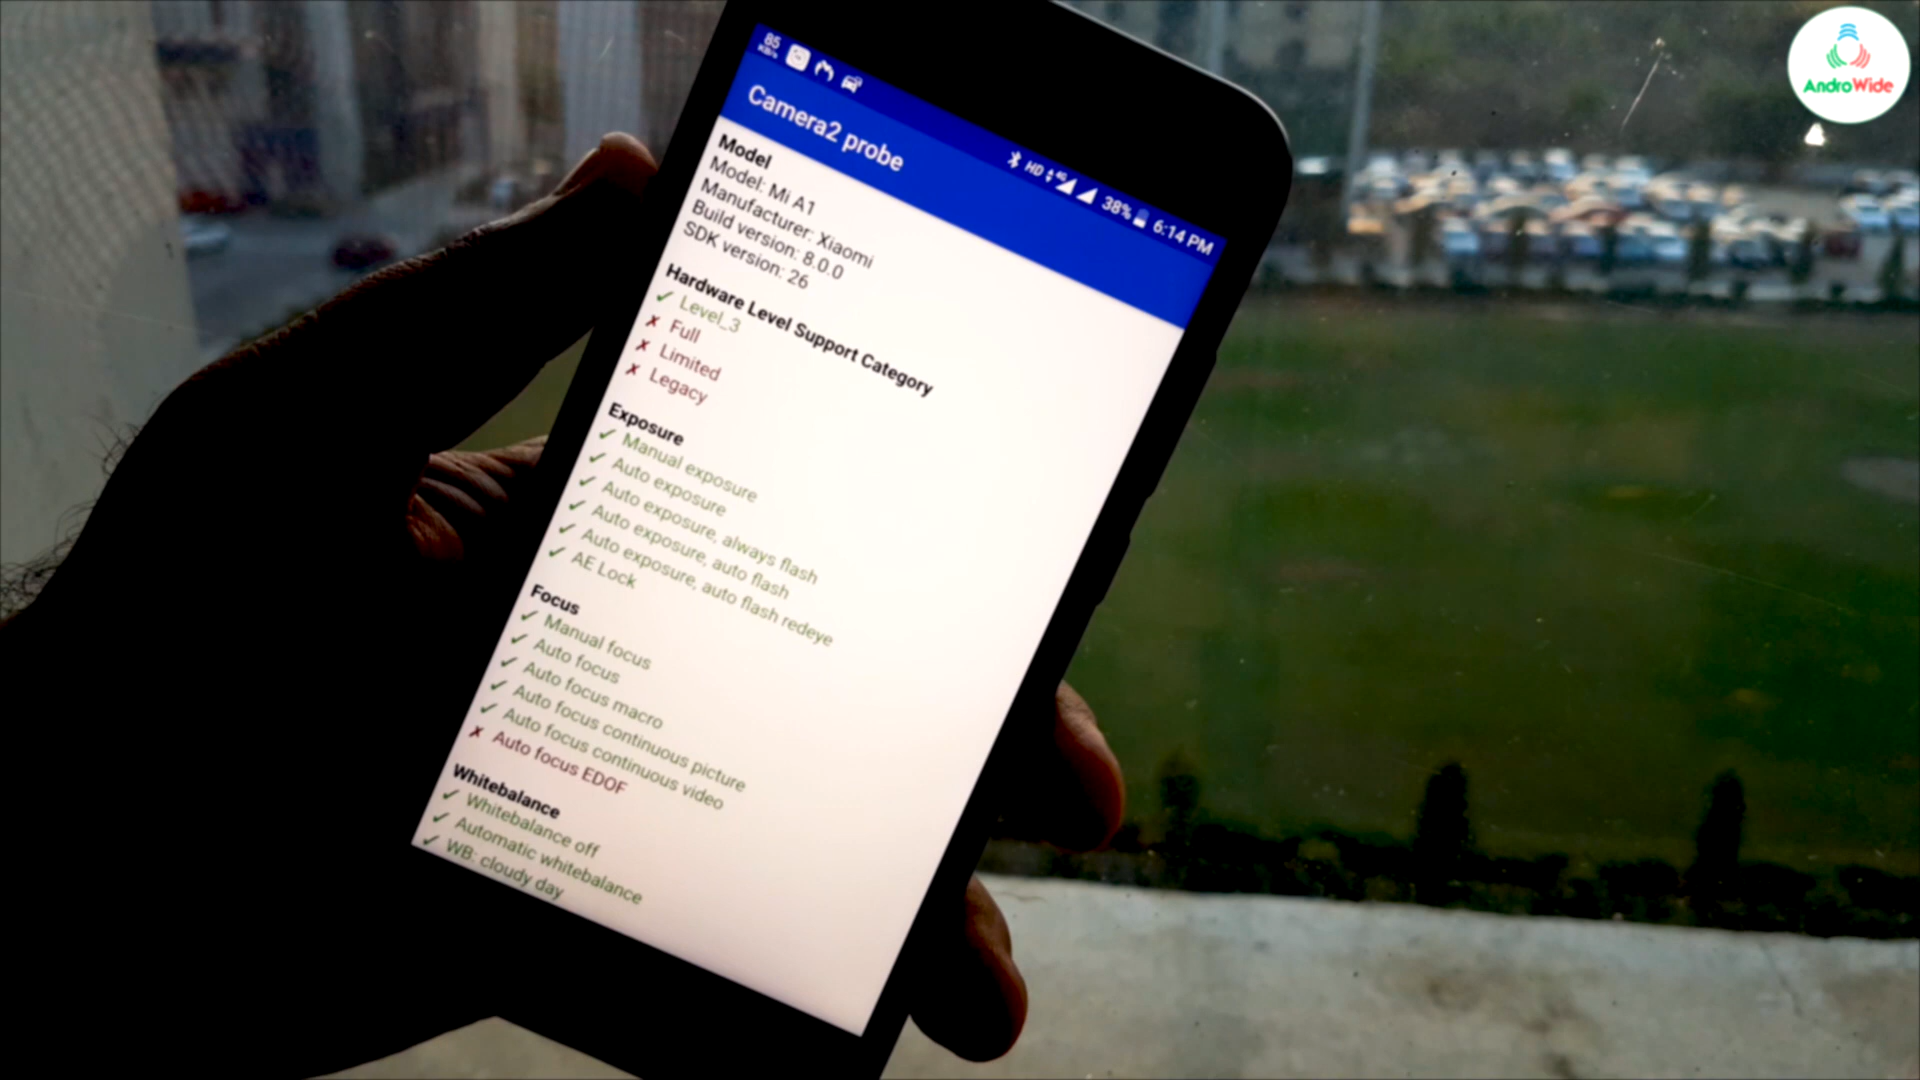 AndroWide
85
KB/s
HD 4G 38% 6:14 PM
Camera2 probe
Model
Model: Mi A1
Manufacturer: Xiaomi
Build version: 8.0.0
SDK version: 26
Hardware Level Support Category
✓ Level_3
✗ Full
✗ Limited
✗ Legacy
Exposure
✓ Manual exposure
✓ Auto exposure
✓ Auto exposure, always flash
✓ Auto exposure, auto flash
✓ Auto exposure, auto flash redeye
✓ AE Lock
Focus
✓ Manual focus
✓ Auto focus
✓ Auto focus macro
✓ Auto focus continuous picture
✓ Auto focus continuous video
✗ Auto focus EDOF
Whitebalance
✓ Whitebalance off
✓ Automatic whitebalance
✓ WB: cloudy day